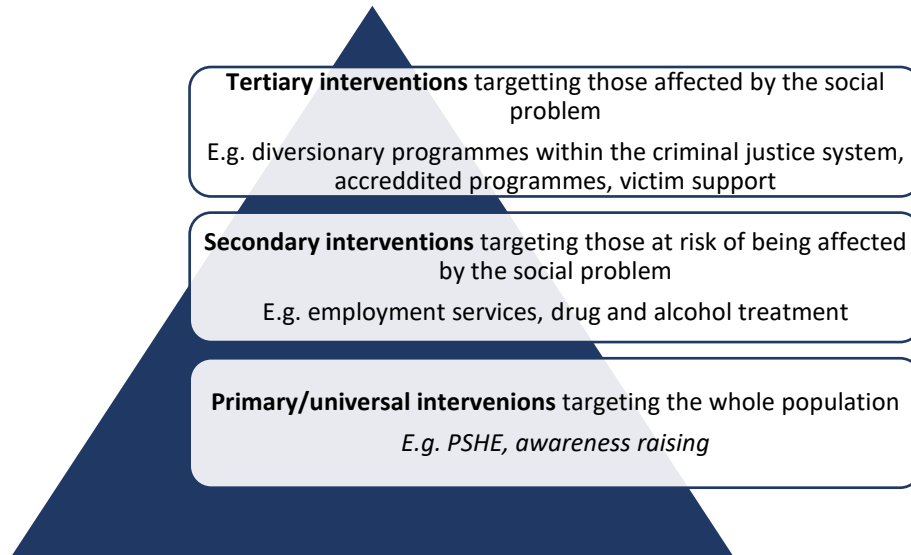 Tertiary interventions targetting those affected by the social
problem
E.g. diversionary programmes within the criminal justice system,
accreddited programmes, victim support
Secondary interventions targeting those at risk of being affected
by the social problem
E.g. employment services, drug and alcohol treatment
Primary/universal intervenions targeting the whole population
E.g. PSHE, awareness raising